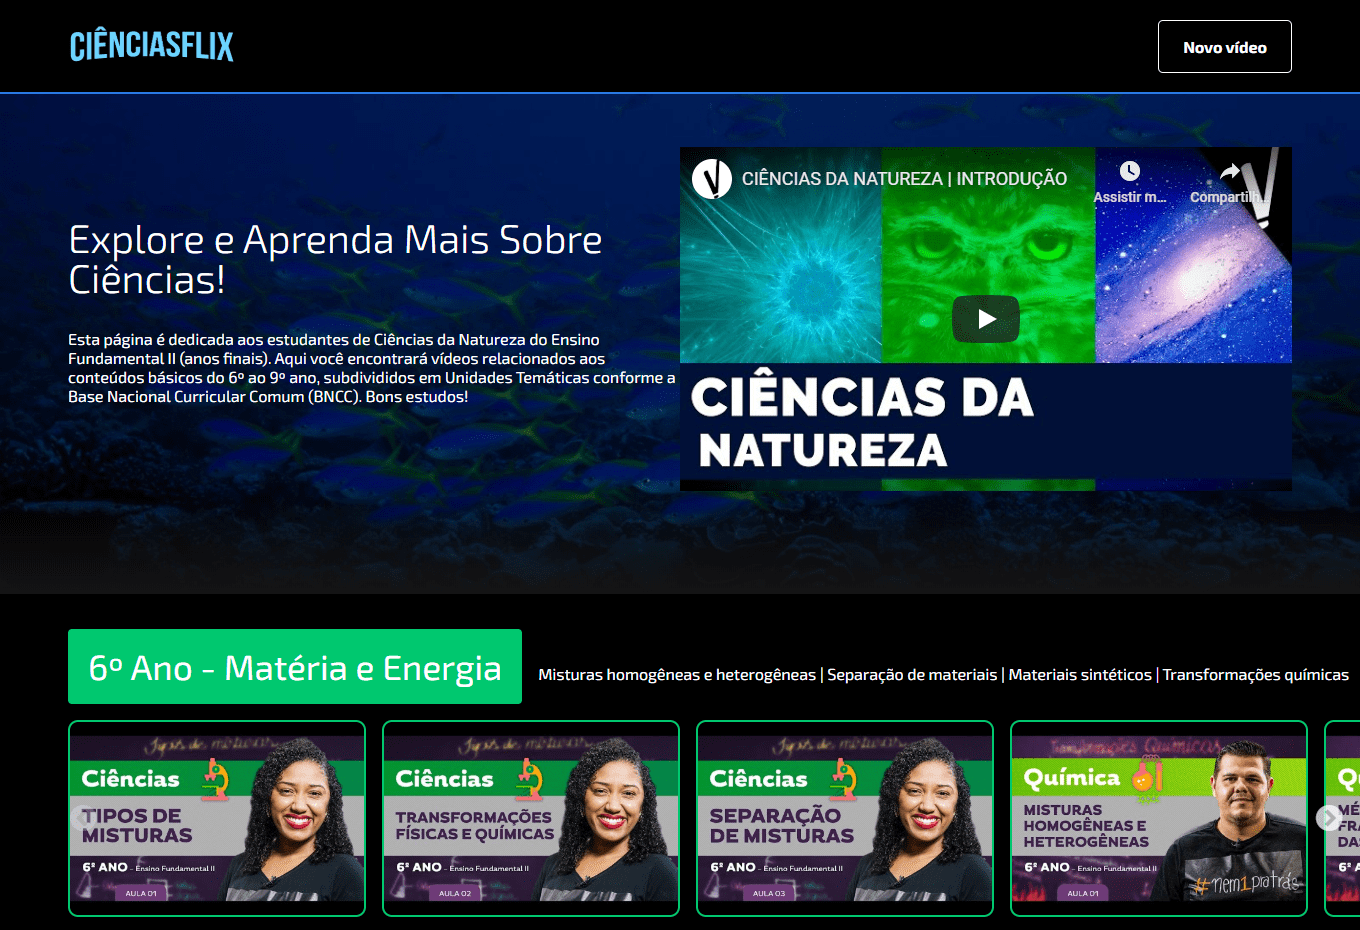 CIÊNCIASFLIX
Novo vídeo
CIÊNCIAS DA NATUREZA | INTRODUÇÃO
Assistir m...
Compartilh...
Explore e Aprenda Mais Sobre
Ciências!
Esta página é dedicada aos estudantes de Ciências da Natureza do Ensino
Fundamental II (anos finais). Aqui você encontrará vídeos relacionados aos
conteúdos básicos do 6º ao 9º ano, subdivididos em Unidades Temáticas conforme a
Base Nacional Curricular Comum (BNCC). Bons estudos!
CIÊNCIAS DA
NATUREZA
6º Ano - Matéria e Energia
Misturas homogêneas e heterogêneas | Separação de materiais | Materiais sintéticos | Transformações químicas
Tipos de misturas
Ciências
TIPOS DE
MISTURAS
6º ANO - Ensino Fundamental II
AULA 01
Tipos de misturas
Ciências
TRANSFORMAÇÕES
FÍSICAS E QUÍMICAS
6º ANO - Ensino Fundamental II
AULA 02
Tipos de misturas
Ciências
SEPARAÇÃO
DE MISTURAS
6º ANO - Ensino Fundamental II
AULA 03
Transformações Químicas
Química
MISTURAS
HOMOGÊNEAS E
HETEROGÊNEAS
6º ANO - Ensino Fundamental II
AULA 01
#nem1pratrás
Q
MÉ
FRA
DAS
6º A